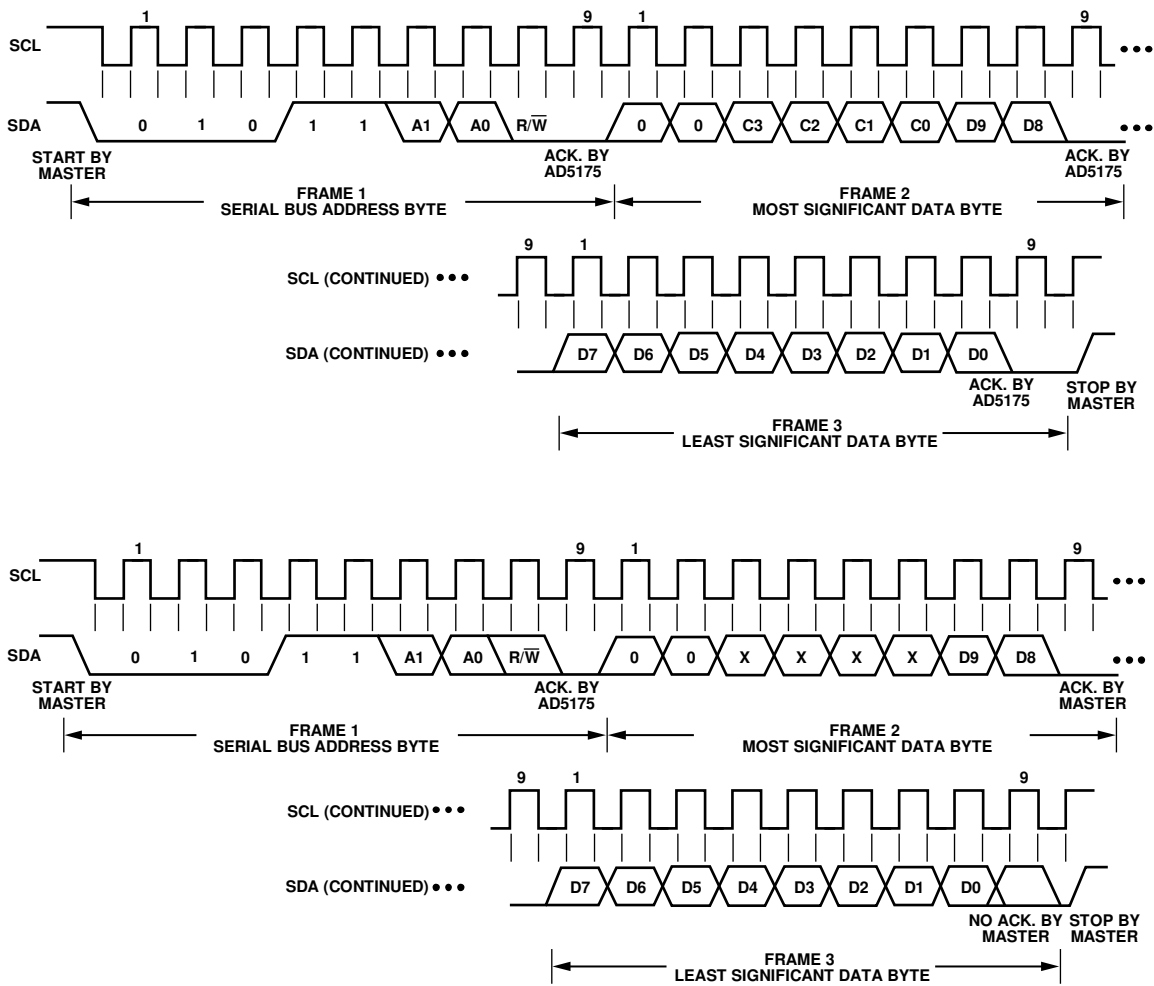 1 9 1 9
SCL
SDA 0 1 0 1 1 A1 A0 R/W̅ 0 0 C3 C2 C1 C0 D9 D8
START BY MASTER
ACK. BY AD5175
ACK. BY AD5175
FRAME 1
SERIAL BUS ADDRESS BYTE
FRAME 2
MOST SIGNIFICANT DATA BYTE
9 1 9
SCL (CONTINUED)
SDA (CONTINUED) D7 D6 D5 D4 D3 D2 D1 D0
ACK. BY AD5175
STOP BY MASTER
FRAME 3
LEAST SIGNIFICANT DATA BYTE
1 9 1 9
SCL
SDA 0 1 0 1 1 A1 A0 R/W̅ 0 0 X X X X D9 D8
START BY MASTER
ACK. BY AD5175
ACK. BY MASTER
FRAME 1
SERIAL BUS ADDRESS BYTE
FRAME 2
MOST SIGNIFICANT DATA BYTE
9 1 9
SCL (CONTINUED)
SDA (CONTINUED) D7 D6 D5 D4 D3 D2 D1 D0
NO ACK. BY MASTER
STOP BY MASTER
FRAME 3
LEAST SIGNIFICANT DATA BYTE